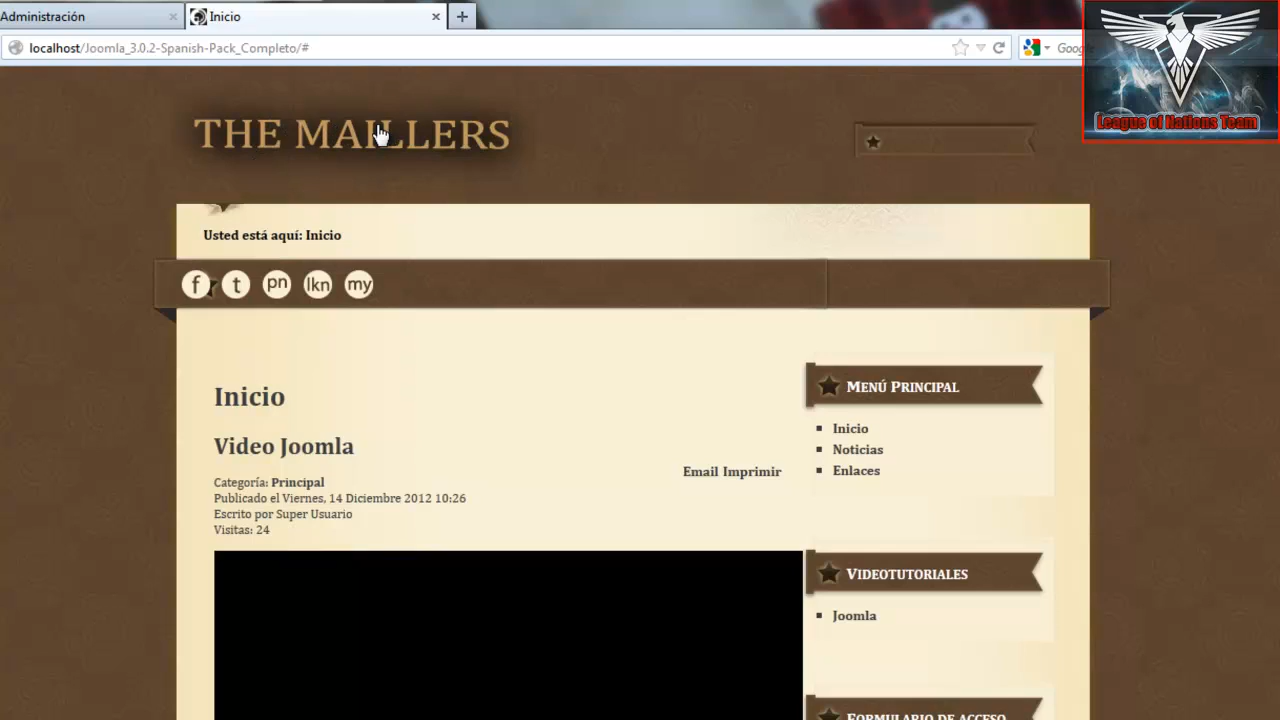 Administración
Inicio
localhost/Joomla_3.0.2-Spanish-Pack_Completo/#
Goog
League of Nations Team
THE MAILLERS
Usted está aquí: Inicio
f t pn lkn my
Inicio
Video Joomla
Email Imprimir
Categoría: Principal
Publicado el Viernes, 14 Diciembre 2012 10:26
Escrito por Super Usuario
Visitas: 24
MENÚ PRINCIPAL
Inicio
Noticias
Enlaces
VIDEOTUTORIALES
Joomla
FORMULARIO DE ACCESO